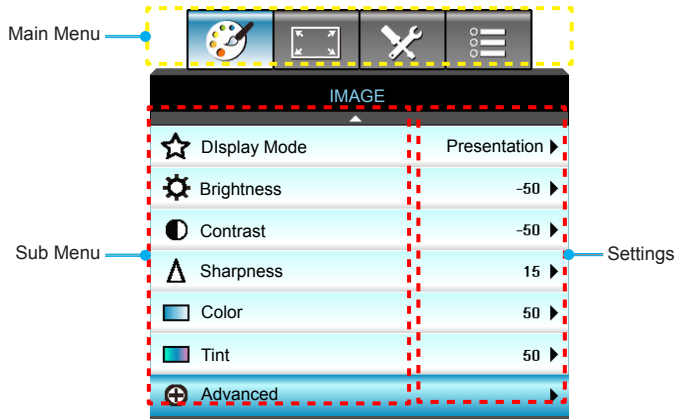 Main Menu
IMAGE
DIsplay Mode Presentation
Brightness -50
Contrast -50
Sub Menu
Settings
Sharpness 15
Color 50
Tint 50
Advanced